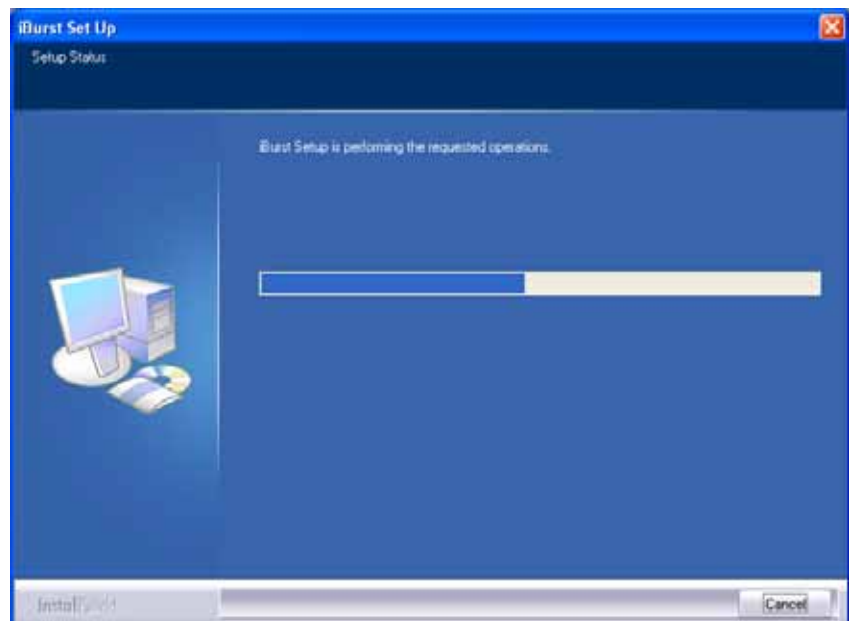 iBurst Set Up
Setup Status
iBurst Setup is performing the requested operations.
InstallShield
Cancel